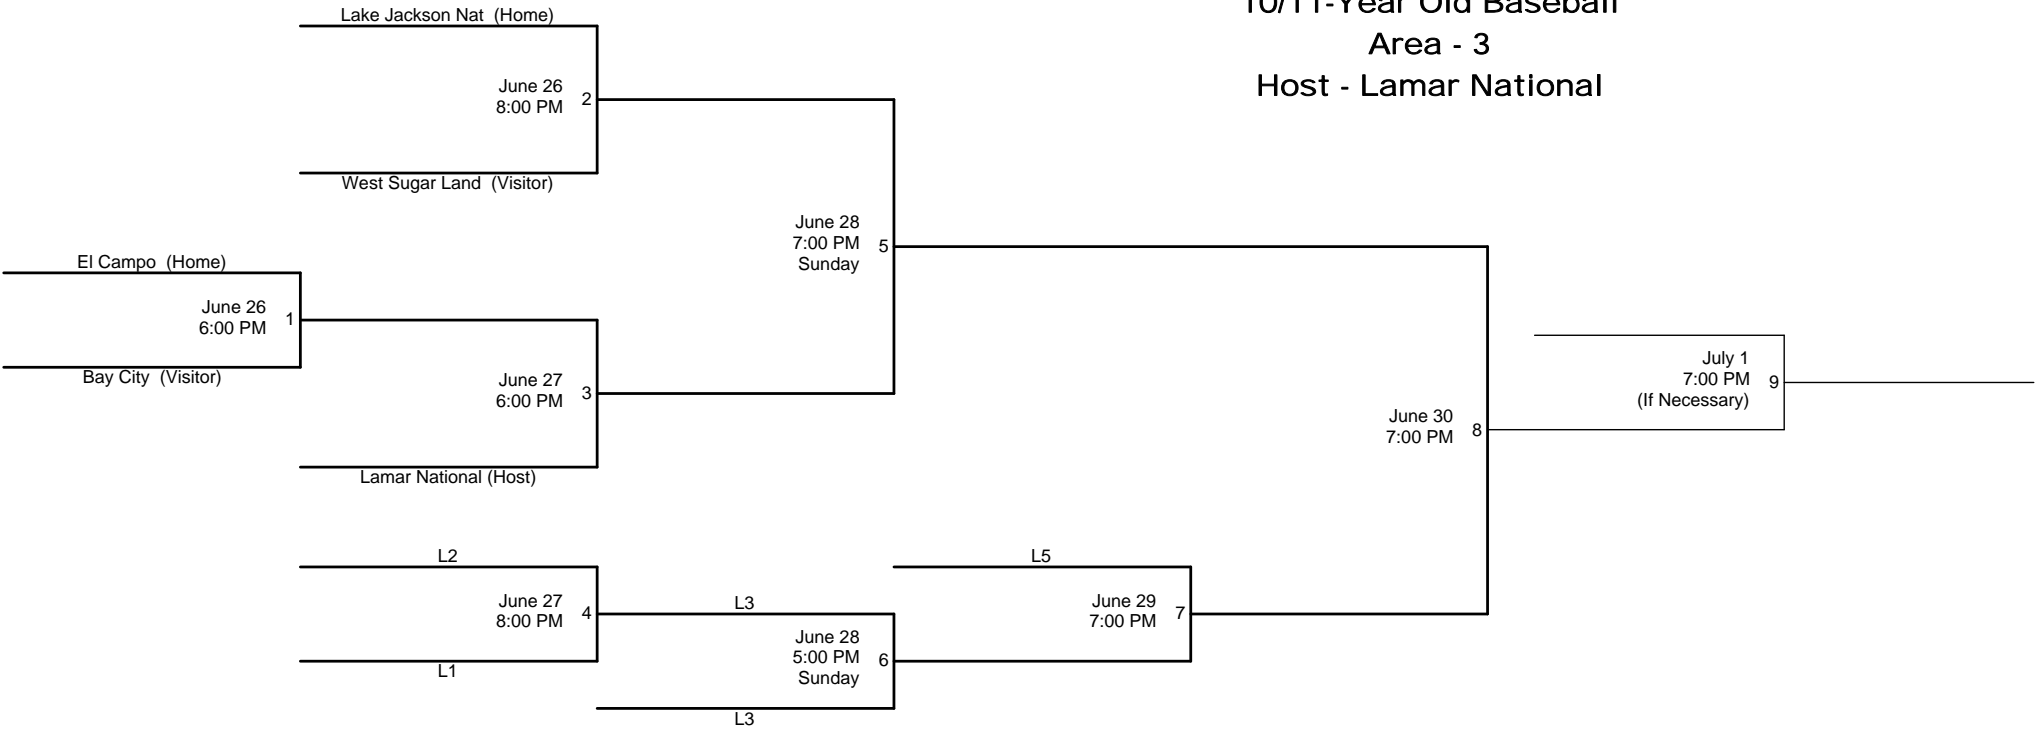 10/11-Year Old Baseball
Area - 3
Host - Lamar National
Lake Jackson Nat (Home)
June 26
8:00 PM
2
West Sugar Land (Visitor)
June 28
7:00 PM
Sunday
5
El Campo (Home)
June 26
6:00 PM
1
Bay City (Visitor)
June 27
6:00 PM
3
Lamar National (Host)
July 1
7:00 PM
(If Necessary)
9
June 30
7:00 PM
8
L2
June 27
8:00 PM
4
L1
L3
June 28
5:00 PM
Sunday
6
L3
L5
June 29
7:00 PM
7